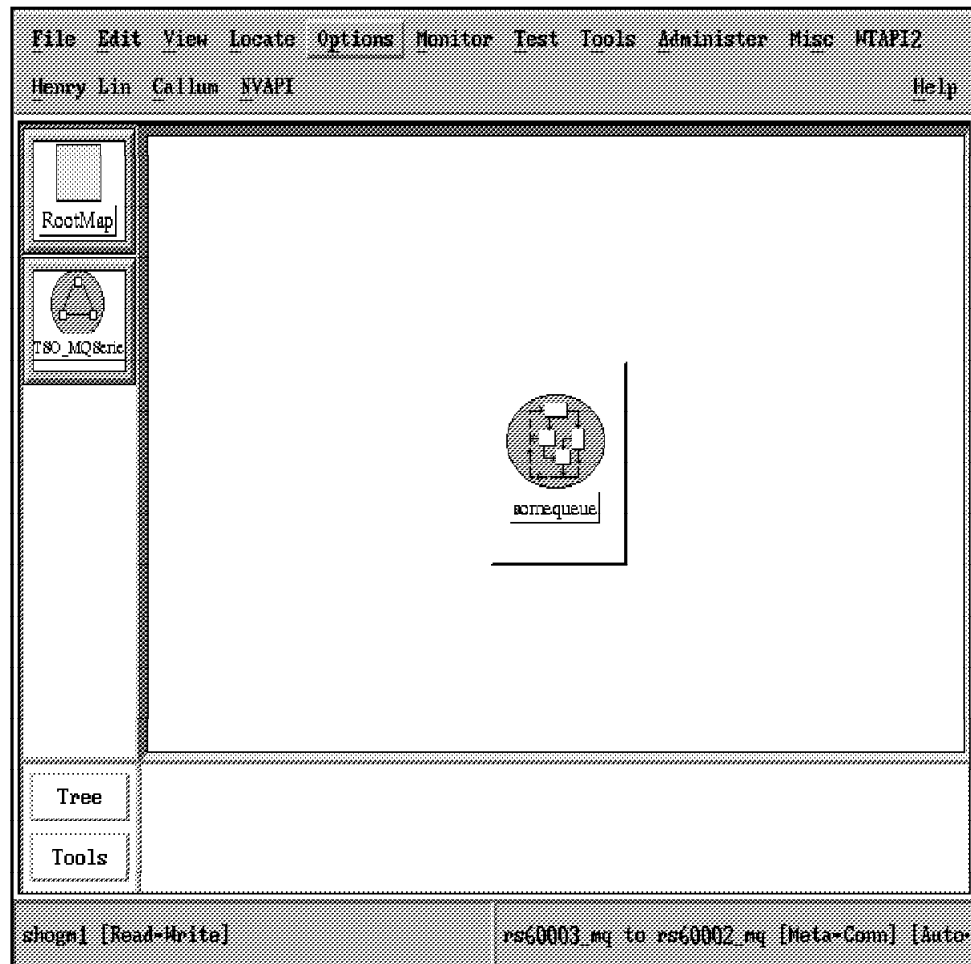 File Edit View Locate Options Monitor Test Tools Administer Misc WTAPI2
Henry Lin Callum NVAPI Help
RootMap
TSO_MQSerie
somequeue
Tree
Tools
shogm1 [Read-Write]
rs60003_mq to rs60002_mq [Meta-Conn] [Auto-